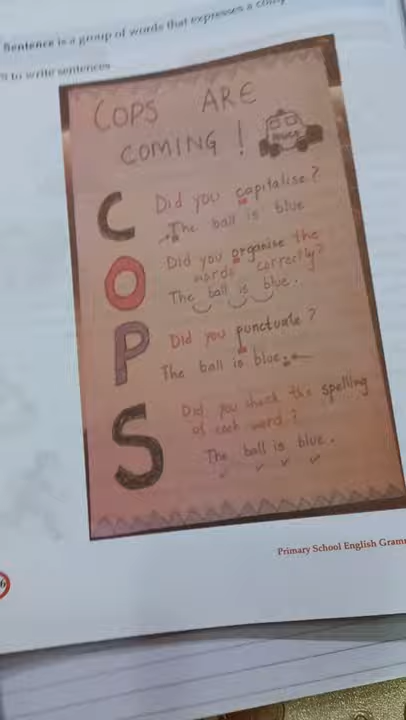 Sentence is a group of words that expresses a
to write sentences
COPS ARE
COMING!
C
Did you capitalise?
The ball is blue
O
Did you organise the
words correctly?
The ball is blue.
P
Did you punctuate?
The ball is blue.
S
Did you check the spelling
of each word?
The ball is blue.
6
Primary School English Gramm